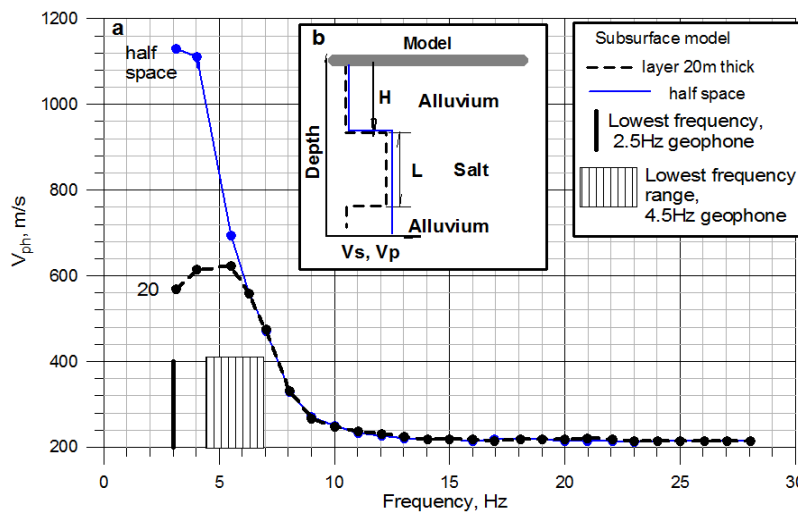 a
half
space
20
1200
1000
800
600
400
200
0
5
10
15
20
25
30
V_ph, m/s
Frequency, Hz
b
Model
H
Alluvium
L
Salt
Alluvium
Depth
Vs, Vp
Subsurface model
layer 20m thick
half space
Lowest frequency,
2.5Hz geophone
Lowest frequency
range,
4.5Hz geophone